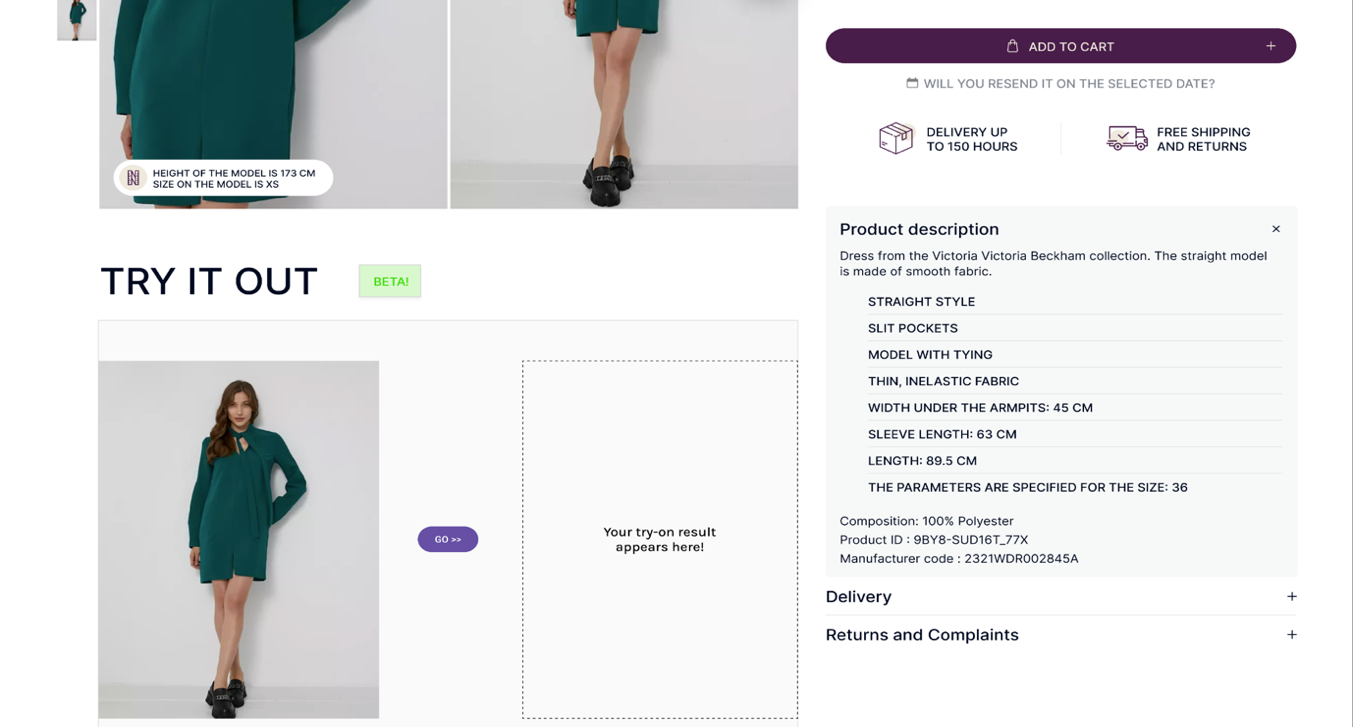 ADD TO CART
WILL YOU RESEND IT ON THE SELECTED DATE?
DELIVERY UP
TO 150 HOURS
FREE SHIPPING
AND RETURNS
HEIGHT OF THE MODEL IS 173 CM
SIZE ON THE MODEL IS XS
TRY IT OUT
BETA!
GO >>
Your try-on result
appears here!
Product description
Dress from the Victoria Victoria Beckham collection. The straight model
is made of smooth fabric.
STRAIGHT STYLE
SLIT POCKETS
MODEL WITH TYING
THIN, INELASTIC FABRIC
WIDTH UNDER THE ARMPITS: 45 CM
SLEEVE LENGTH: 63 CM
LENGTH: 89.5 CM
THE PARAMETERS ARE SPECIFIED FOR THE SIZE: 36
Composition: 100% Polyester
Product ID : 9BY8-SUD16T_77X
Manufacturer code : 2321WDR002845A
Delivery
Returns and Complaints